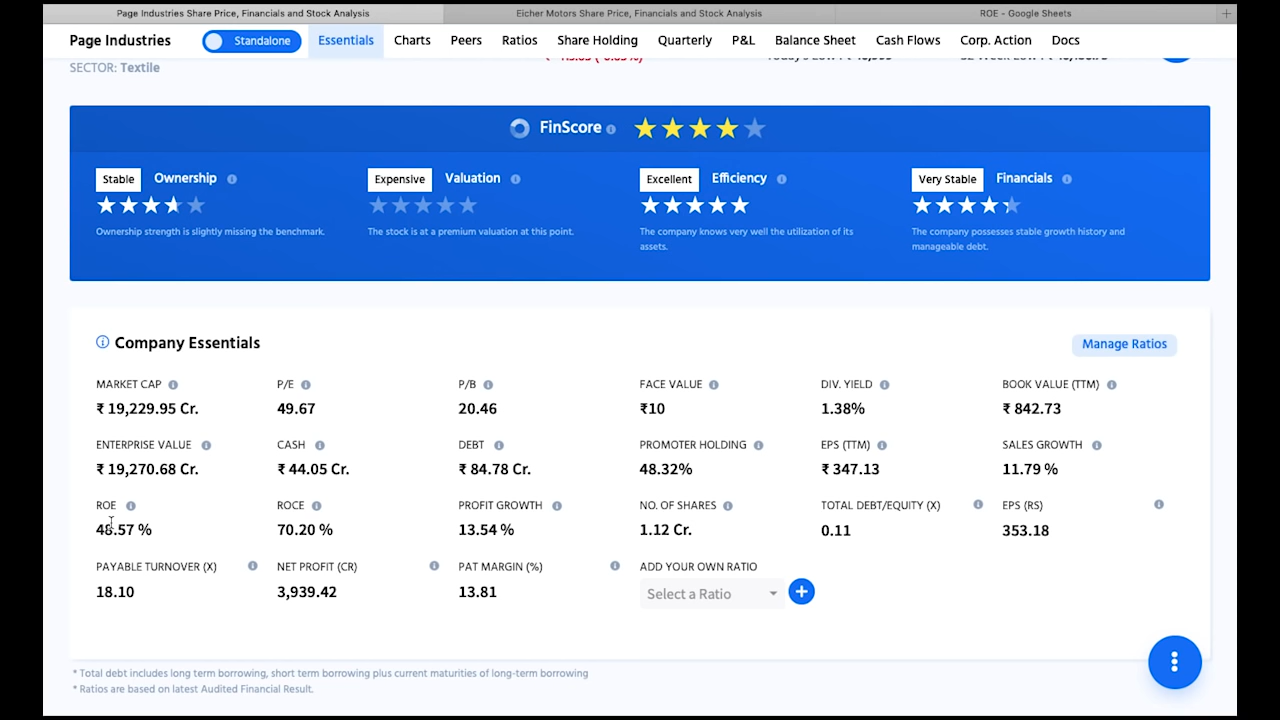 Page Industries Share Price, Financials and Stock Analysis
Eicher Motors Share Price, Financials and Stock Analysis
ROE - Google Sheets
Page Industries Standalone Essentials Charts Peers Ratios Share Holding Quarterly P&L Balance Sheet Cash Flows Corp. Action Docs
SECTOR: Textile
FinScore
Stable Ownership
Ownership strength is slightly missing the benchmark.
Expensive Valuation
The stock is at a premium valuation at this point.
Excellent Efficiency
The company knows very well the utilization of its
assets.
Very Stable Financials
The company possesses stable growth history and
manageable debt.
Company Essentials
Manage Ratios
MARKET CAP P/E P/B FACE VALUE DIV. YIELD BOOK VALUE (TTM)
₹ 19,229.95 Cr. 49.67 20.46 ₹10 1.38% ₹ 842.73
ENTERPRISE VALUE CASH DEBT PROMOTER HOLDING EPS (TTM) SALES GROWTH
₹ 19,270.68 Cr. ₹ 44.05 Cr. ₹ 84.78 Cr. 48.32% ₹ 347.13 11.79 %
ROE ROCE PROFIT GROWTH NO. OF SHARES TOTAL DEBT/EQUITY (X) EPS (RS)
48.57 % 70.20 % 13.54 % 1.12 Cr. 0.11 353.18
PAYABLE TURNOVER (X) NET PROFIT (CR) PAT MARGIN (%) ADD YOUR OWN RATIO
18.10 3,939.42 13.81 Select a Ratio
* Total debt includes long term borrowing, short term borrowing plus current maturities of long-term borrowing
* Ratios are based on latest Audited Financial Result.